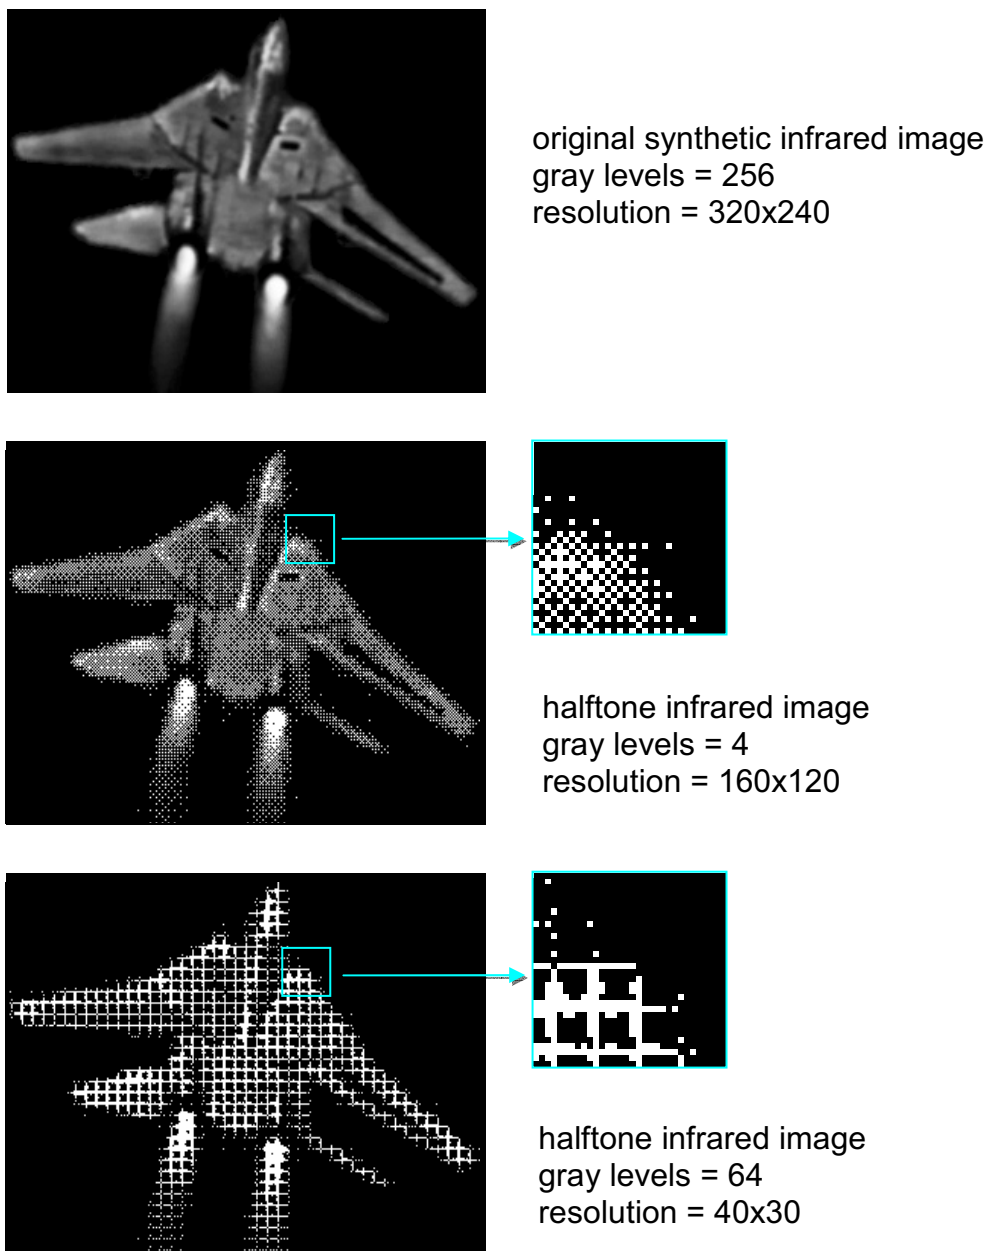 original synthetic infrared image
gray levels = 256
resolution = 320x240
halftone infrared image
gray levels = 4
resolution = 160x120
halftone infrared image
gray levels = 64
resolution = 40x30